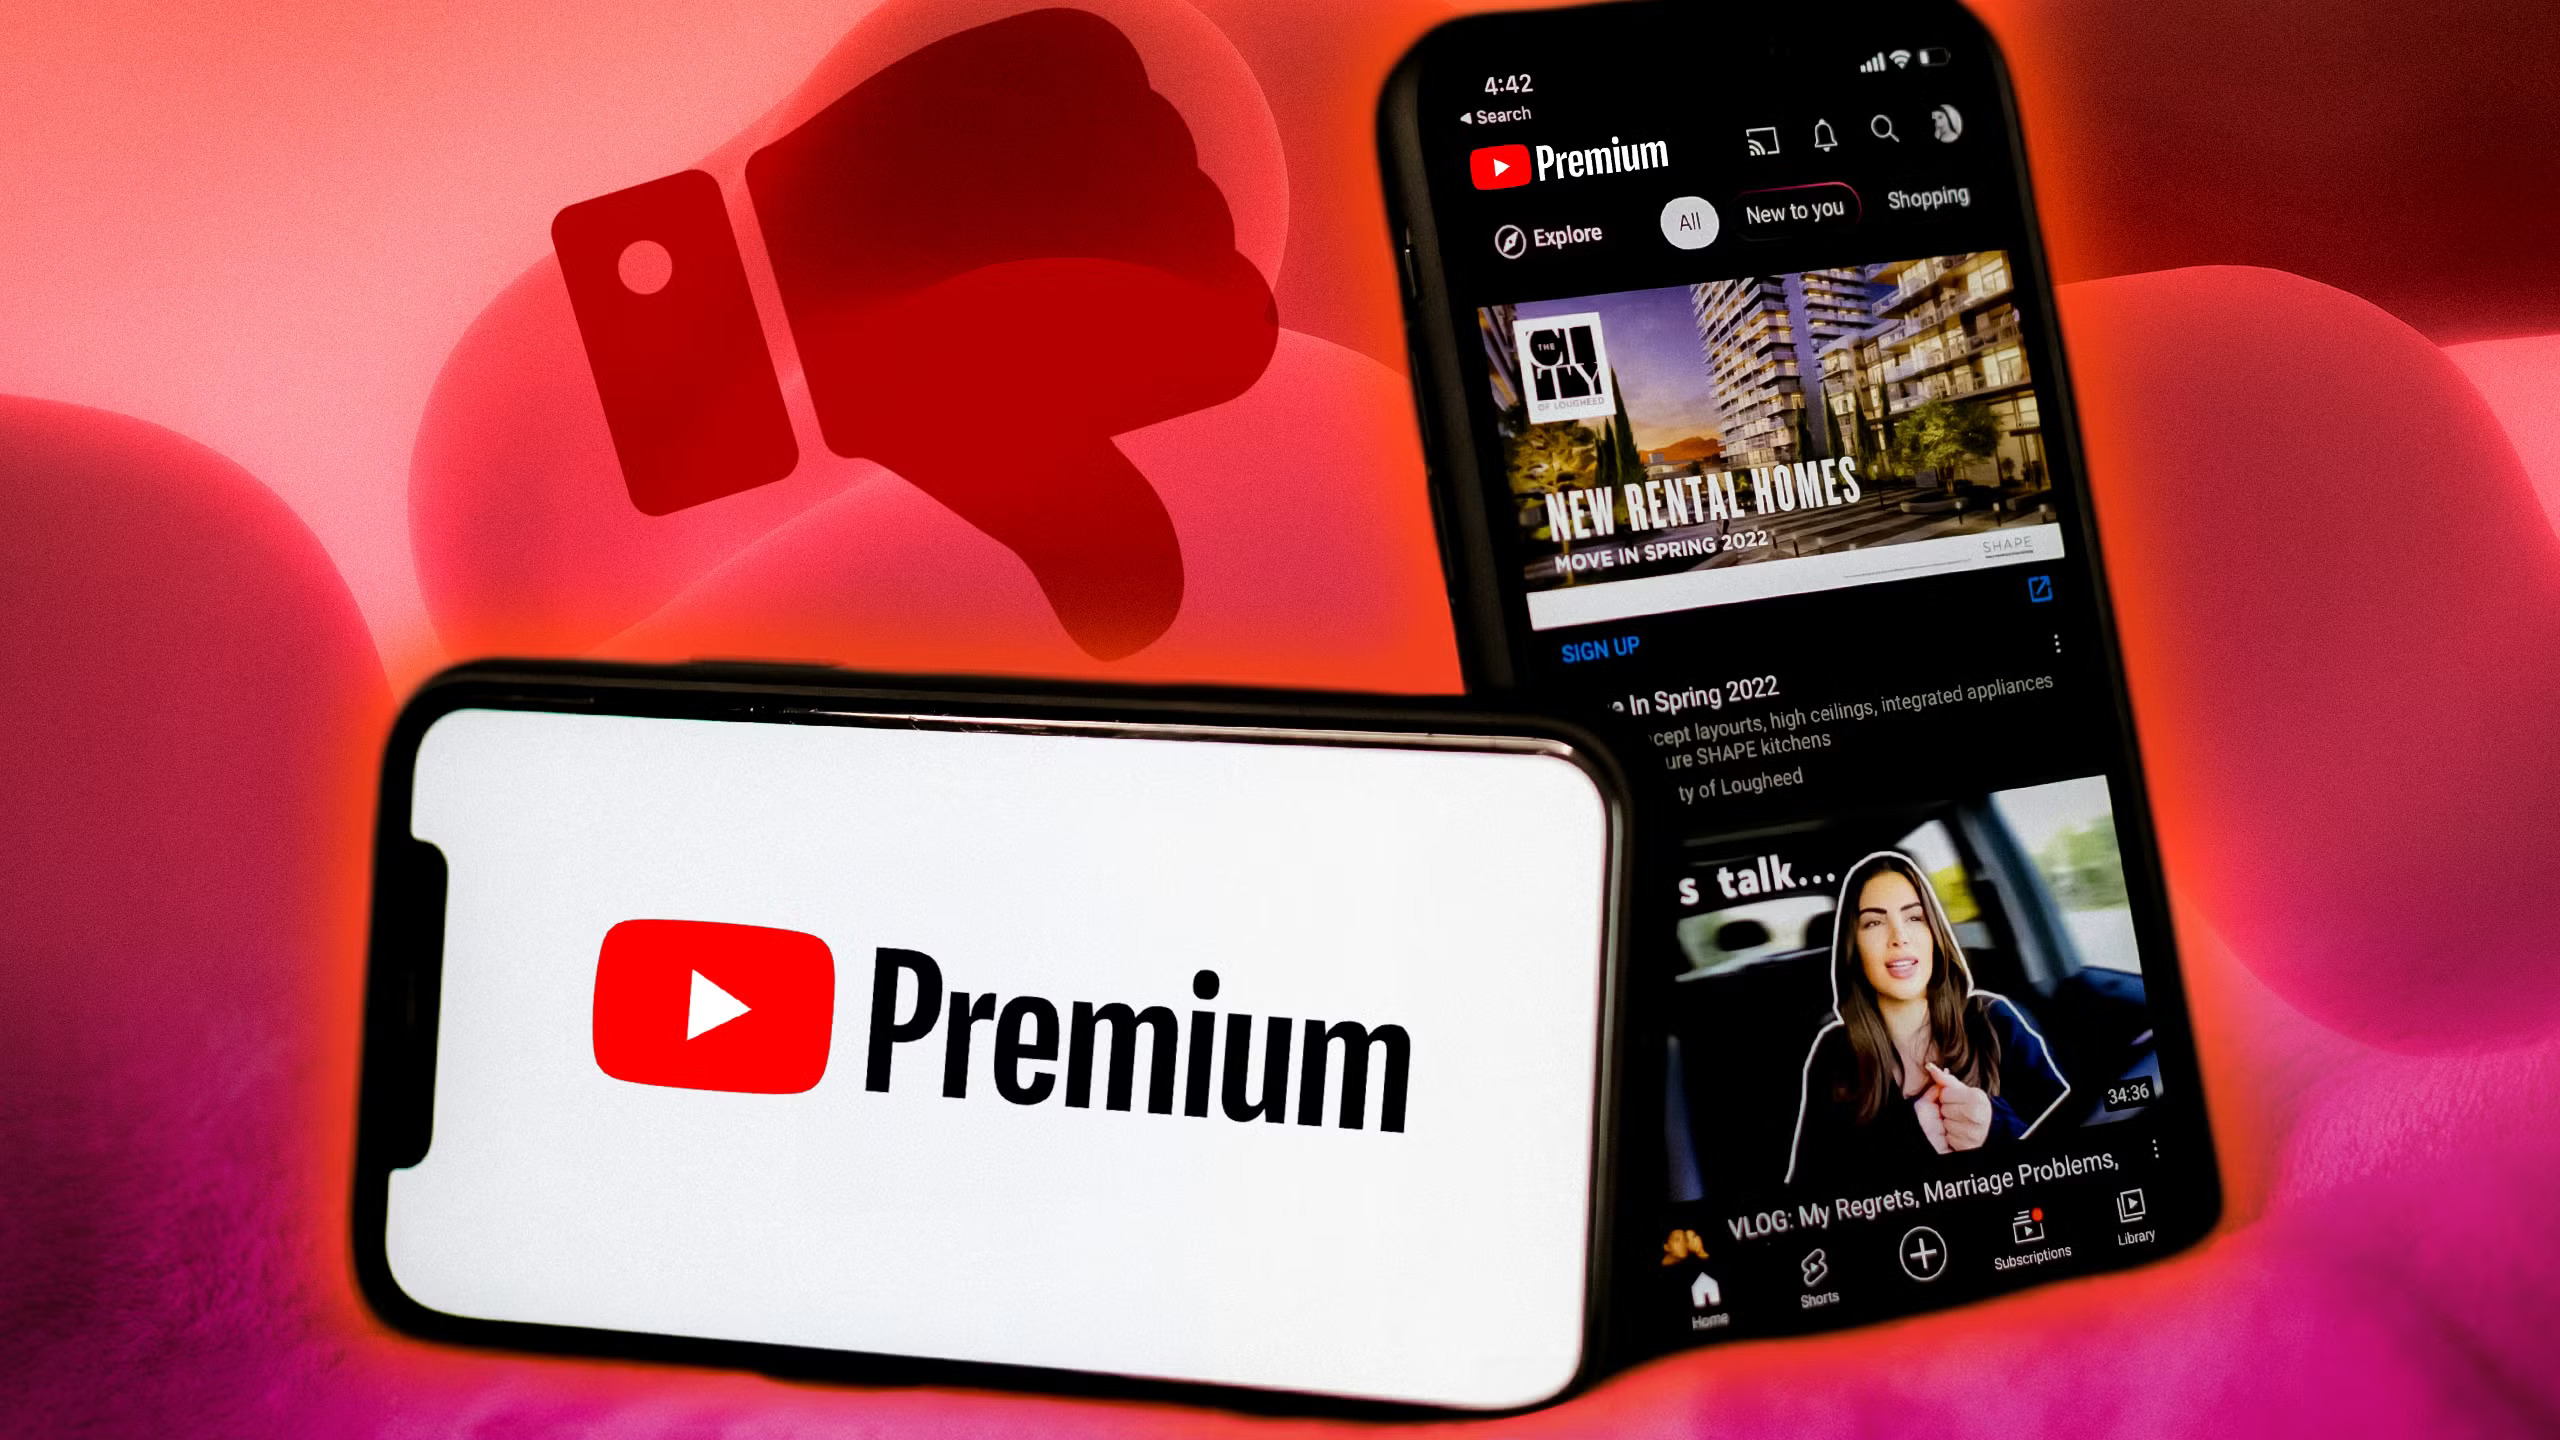 4:42
Search
Premium
Explore
All
New to you
Shopping
THE
CI
TY
OF LOUGHEED
NEW RENTAL HOMES
MOVE IN SPRING 2022
SHAPE
SIGN UP
e In Spring 2022
cept layourts, high ceilings, integrated appliances
ure SHAPE kitchens
ty of Lougheed
s talk...
34:36
VLOG: My Regrets, Marriage Problems,
Home
Shorts
Subscriptions
Library
Premium